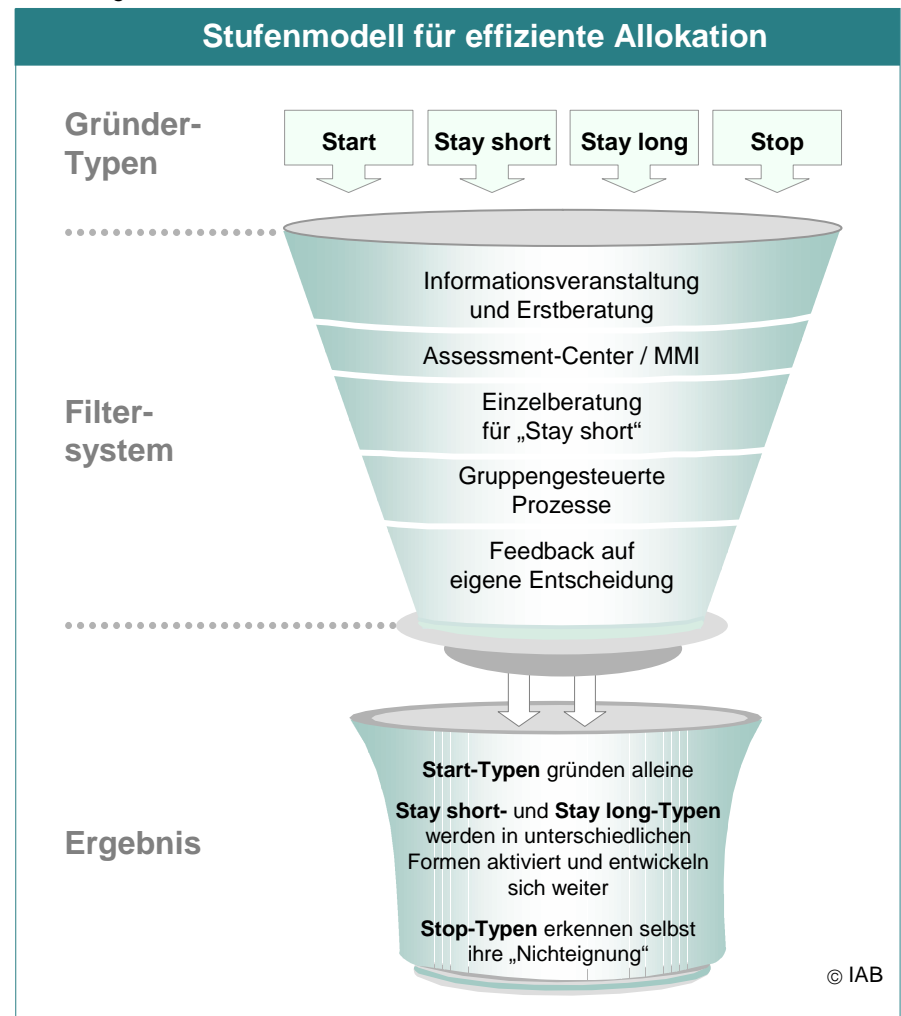 Stufenmodell für effiziente Allokation
Gründer-
Typen
Start
Stay short
Stay long
Stop
Filter-
system
Informationsveranstaltung
und Erstberatung
Assessment-Center / MMI
Einzelberatung
für „Stay short“
Gruppengesteuerte
Prozesse
Feedback auf
eigene Entscheidung
Ergebnis
Start-Typen gründen alleine
Stay short- und Stay long-Typen
werden in unterschiedlichen
Formen aktiviert und entwickeln
sich weiter
Stop-Typen erkennen selbst
ihre „Nichteignung“
© IAB